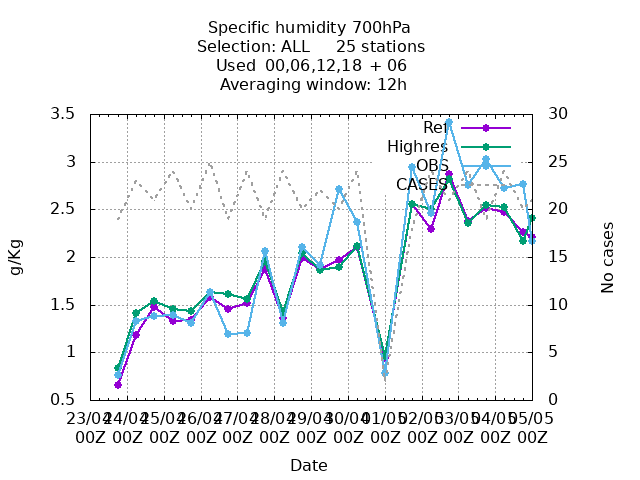 Specific humidity 700hPa
Selection: ALL 25 stations
Used 00,06,12,18 + 06
Averaging window: 12h
3.5
3
2.5
2
1.5
1
0.5
g/Kg
30
25
20
15
10
5
0
No cases
Ref
Highres
OBS
CASES
23/04 24/04 25/04 26/04 27/04 28/04 29/04 30/04 01/05 02/05 03/05 04/05 05/05
00Z 00Z 00Z 00Z 00Z 00Z 00Z 00Z 00Z 00Z 00Z 00Z 00Z
Date